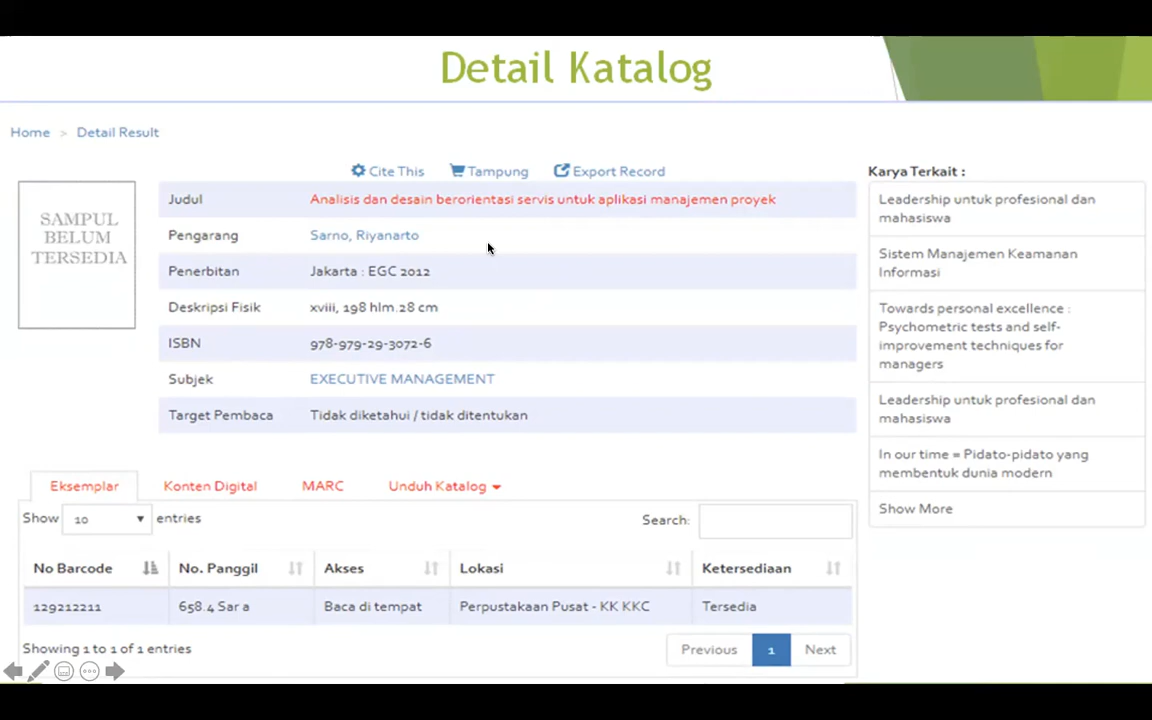 Detail Katalog
Home > Detail Result
Cite This Tampung Export Record
SAMPUL
BELUM
TERSEDIA
Judul Analisis dan desain berorientasi servis untuk aplikasi manajemen proyek
Pengarang Sarno, Riyanarto
Penerbitan Jakarta : EGC 2012
Deskripsi Fisik xviii, 198 hlm.28 cm
ISBN 978-979-29-3072-6
Subjek EXECUTIVE MANAGEMENT
Target Pembaca Tidak diketahui / tidak ditentukan
Karya Terkait :
Leadership untuk profesional dan
mahasiswa
Sistem Manajemen Keamanan
Informasi
Towards personal excellence :
Psychometric tests and self-
improvement techniques for
managers
Leadership untuk profesional dan
mahasiswa
In our time = Pidato-pidato yang
membentuk dunia modern
Show More
Eksemplar Konten Digital MARC Unduh Katalog
Show 10 entries Search:
No Barcode No. Panggil Akses Lokasi Ketersediaan
129212211 658.4 Sar a Baca di tempat Perpustakaan Pusat - KK KKC Tersedia
Showing 1 to 1 of 1 entries Previous 1 Next